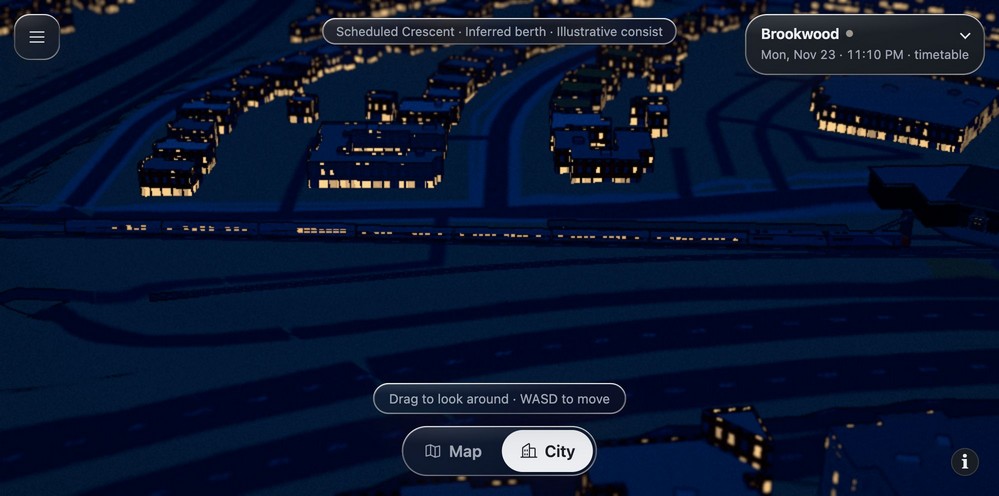 Scheduled Crescent · Inferred berth · Illustrative consist
Brookwood
Mon, Nov 23 · 11:10 PM · timetable
Drag to look around · WASD to move
Map
City
i